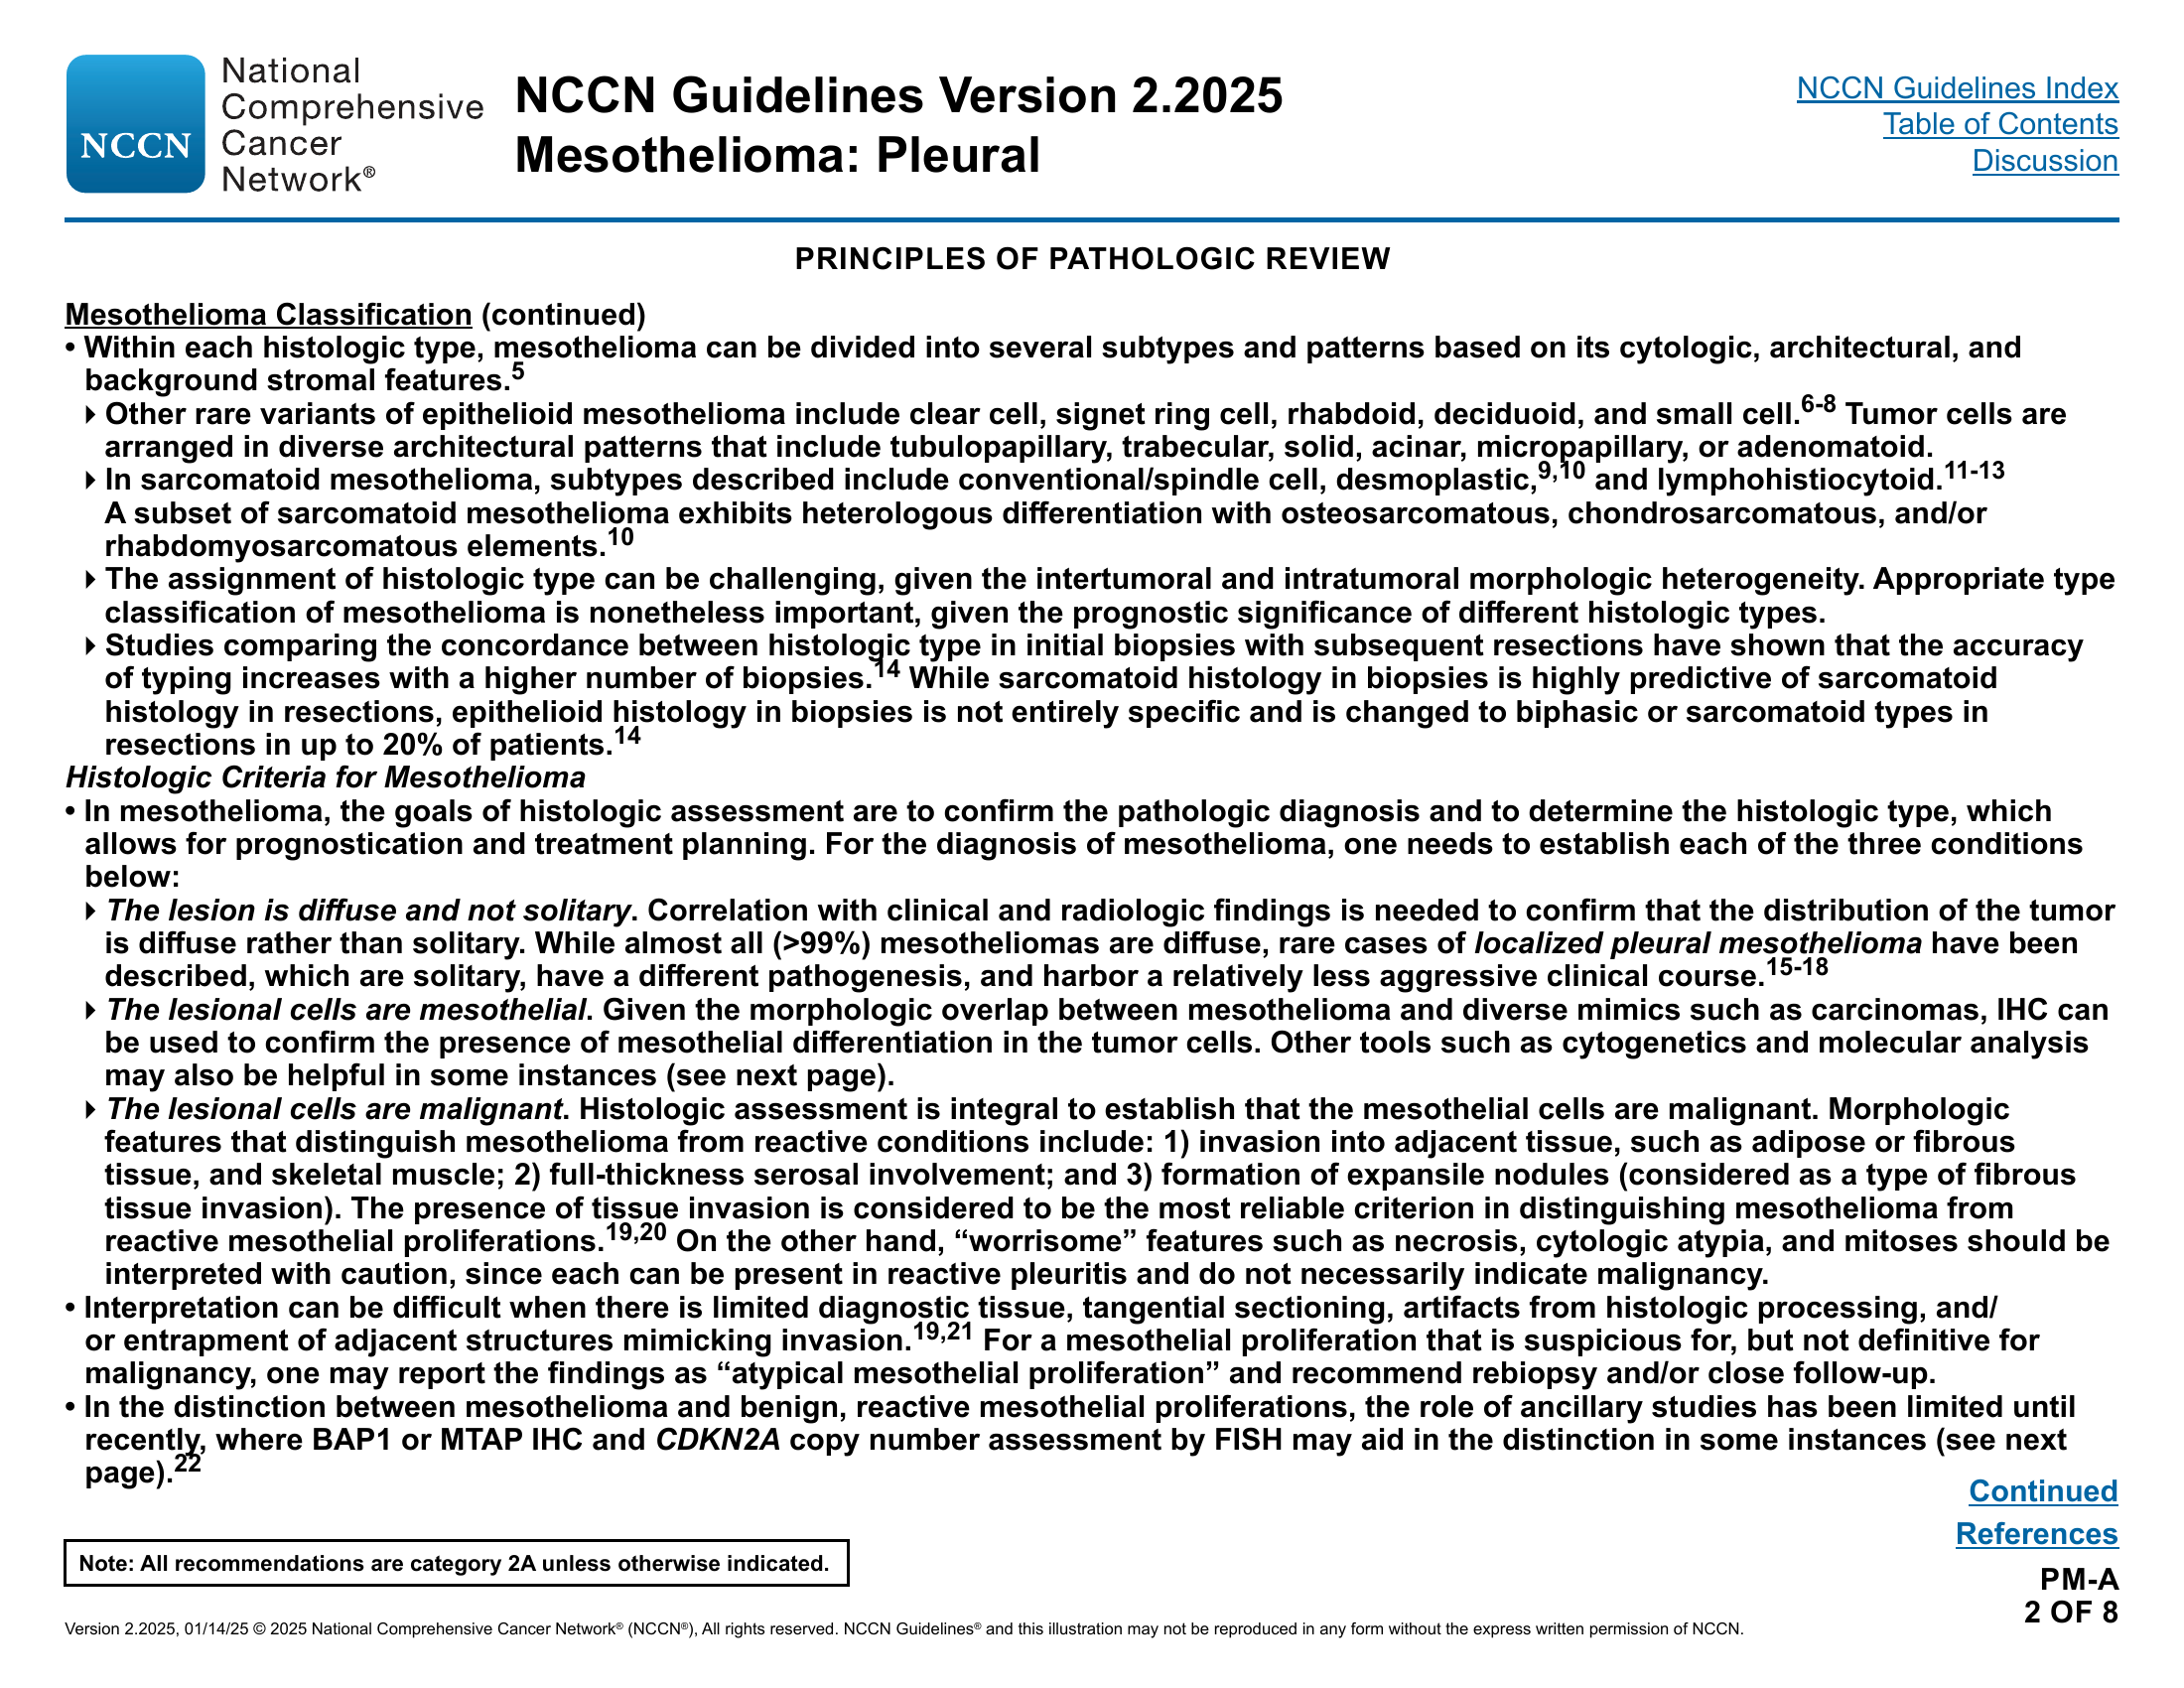 NCCN
National
Comprehensive
Cancer
Network®
NCCN Guidelines Version 2.2025
Mesothelioma: Pleural
NCCN Guidelines Index
Table of Contents
Discussion
PRINCIPLES OF PATHOLOGIC REVIEW
Mesothelioma Classification (continued)
• Within each histologic type, mesothelioma can be divided into several subtypes and patterns based on its cytologic, architectural, and
background stromal features.5
Other rare variants of epithelioid mesothelioma include clear cell, signet ring cell, rhabdoid, deciduoid, and small cell.6-8 Tumor cells are
arranged in diverse architectural patterns that include tubulopapillary, trabecular, solid, acinar, micropapillary, or adenomatoid.
In sarcomatoid mesothelioma, subtypes described include conventional/spindle cell, desmoplastic,9,10 and lymphohistiocytoid.11-13
A subset of sarcomatoid mesothelioma exhibits heterologous differentiation with osteosarcomatous, chondrosarcomatous, and/or
rhabdomyosarcomatous elements.10
The assignment of histologic type can be challenging, given the intertumoral and intratumoral morphologic heterogeneity. Appropriate type
classification of mesothelioma is nonetheless important, given the prognostic significance of different histologic types.
Studies comparing the concordance between histologic type in initial biopsies with subsequent resections have shown that the accuracy
of typing increases with a higher number of biopsies.14 While sarcomatoid histology in biopsies is highly predictive of sarcomatoid
histology in resections, epithelioid histology in biopsies is not entirely specific and is changed to biphasic or sarcomatoid types in
resections in up to 20% of patients.14
Histologic Criteria for Mesothelioma
• In mesothelioma, the goals of histologic assessment are to confirm the pathologic diagnosis and to determine the histologic type, which
allows for prognostication and treatment planning. For the diagnosis of mesothelioma, one needs to establish each of the three conditions
below:
The lesion is diffuse and not solitary. Correlation with clinical and radiologic findings is needed to confirm that the distribution of the tumor
is diffuse rather than solitary. While almost all (>99%) mesotheliomas are diffuse, rare cases of localized pleural mesothelioma have been
described, which are solitary, have a different pathogenesis, and harbor a relatively less aggressive clinical course.15-18
The lesional cells are mesothelial. Given the morphologic overlap between mesothelioma and diverse mimics such as carcinomas, IHC can
be used to confirm the presence of mesothelial differentiation in the tumor cells. Other tools such as cytogenetics and molecular analysis
may also be helpful in some instances (see next page).
The lesional cells are malignant. Histologic assessment is integral to establish that the mesothelial cells are malignant. Morphologic
features that distinguish mesothelioma from reactive conditions include: 1) invasion into adjacent tissue, such as adipose or fibrous
tissue, and skeletal muscle; 2) full-thickness serosal involvement; and 3) formation of expansile nodules (considered as a type of fibrous
tissue invasion). The presence of tissue invasion is considered to be the most reliable criterion in distinguishing mesothelioma from
reactive mesothelial proliferations.19,20 On the other hand, “worrisome” features such as necrosis, cytologic atypia, and mitoses should be
interpreted with caution, since each can be present in reactive pleuritis and do not necessarily indicate malignancy.
• Interpretation can be difficult when there is limited diagnostic tissue, tangential sectioning, artifacts from histologic processing, and/
or entrapment of adjacent structures mimicking invasion.19,21 For a mesothelial proliferation that is suspicious for, but not definitive for
malignancy, one may report the findings as “atypical mesothelial proliferation” and recommend rebiopsy and/or close follow-up.
• In the distinction between mesothelioma and benign, reactive mesothelial proliferations, the role of ancillary studies has been limited until
recently, where BAP1 or MTAP IHC and CDKN2A copy number assessment by FISH may aid in the distinction in some instances (see next
page).22
Continued
References
Note: All recommendations are category 2A unless otherwise indicated.
PM-A
2 OF 8
Version 2.2025, 01/14/25 © 2025 National Comprehensive Cancer Network® (NCCN®), All rights reserved. NCCN Guidelines® and this illustration may not be reproduced in any form without the express written permission of NCCN.